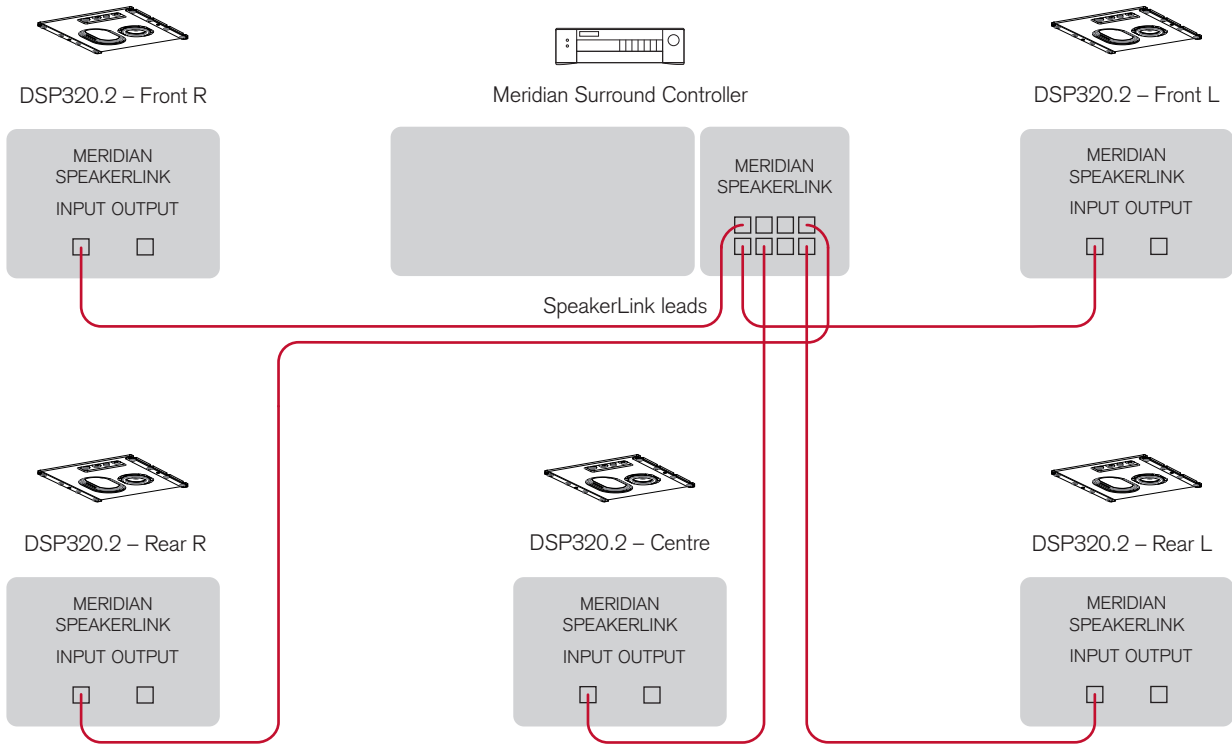 DSP320.2 – Front R
Meridian Surround Controller
DSP320.2 – Front L
MERIDIAN
SPEAKERLINK
INPUT OUTPUT
MERIDIAN
SPEAKERLINK
MERIDIAN
SPEAKERLINK
INPUT OUTPUT
SpeakerLink leads
DSP320.2 – Rear R
DSP320.2 – Centre
DSP320.2 – Rear L
MERIDIAN
SPEAKERLINK
INPUT OUTPUT
MERIDIAN
SPEAKERLINK
INPUT OUTPUT
MERIDIAN
SPEAKERLINK
INPUT OUTPUT